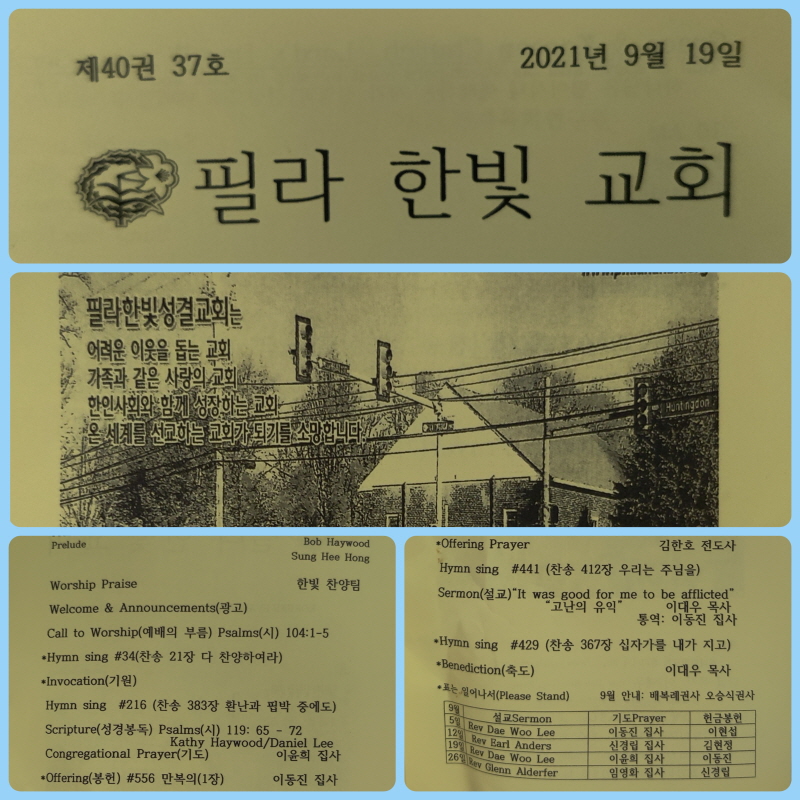 제40권 37호
2021년 9월 19일
필라 한빛 교회
필라한빛성결교회는
어려운 이웃을 돕는 교회
가족과 같은 사랑의 교회
한인사회와 함께 성장하는 교회
온 세계를 선교하는 교회가 되기를 소망합니다.
Huntingdon
Prelude
Bob Haywood
Sung Hee Hong
Worship Praise 한빛 찬양팀
Welcome & Announcements(광고)
Call to Worship(예배의 부름) Psalms(시) 104:1-5
*Hymn sing #34(찬송 21장 다 찬양하여라)
*Invocation(기원)
Hymn sing #216 (찬송 383장 환난과 핍박 중에도)
Scripture(성경봉독) Psalms(시) 119: 65 - 72
Kathy Haywood/Daniel Lee
Congregational Prayer(기도) 이윤희 집사
*Offering(봉헌) #556 만복의(1장) 이동진 집사
*Offering Prayer 김한호 전도사
Hymn sing #441 (찬송 412장 우리는 주님을)
Sermon(설교)"It was good for me to be afflicted"
"고난의 유익" 이대우 목사
통역: 이동진 집사
*Hymn sing #429 (찬송 367장 십자가를 내가 지고)
*Benediction(축도) 이대우 목사
*표는 일어나서(Please Stand) 9월 안내: 배복례권사 오승식권사
9월 설교Sermon 기도Prayer 헌금봉헌
5일 Rev Dae Woo Lee 이동진 집사 이현섭
12일 Rev Earl Anders 신경립 집사 김현정
19일 Rev Dae Woo Lee 이윤희 집사 이동진
26일 Rev Glenn Alderfer 임영화 집사 신경립